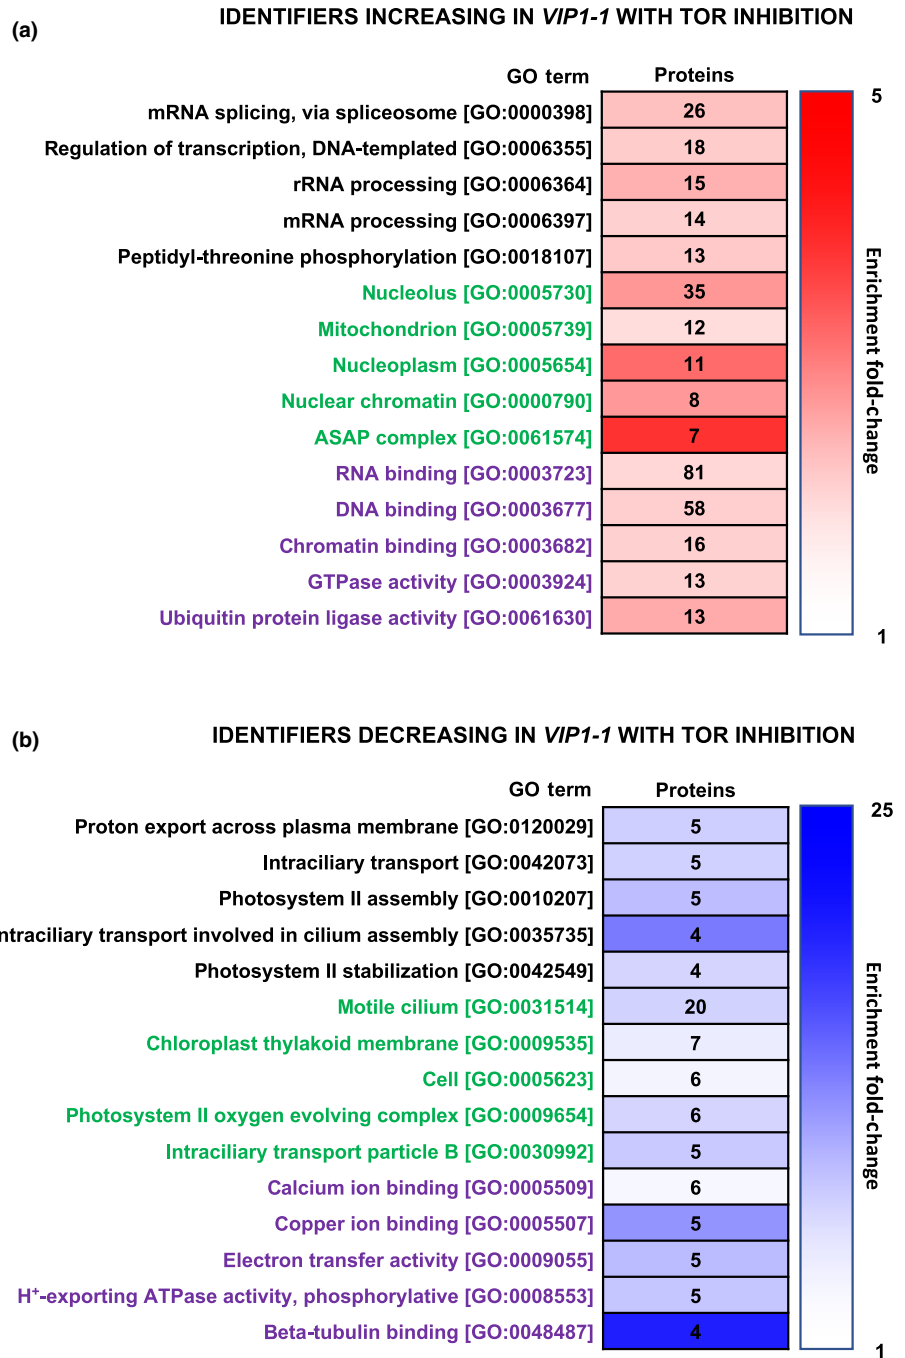 (a)
IDENTIFIERS INCREASING IN VIP1-1 WITH TOR INHIBITION
GO term Proteins
5
mRNA splicing, via spliceosome [GO:0000398] 26
Regulation of transcription, DNA-templated [GO:0006355] 18
rRNA processing [GO:0006364] 15
mRNA processing [GO:0006397] 14
Peptidyl-threonine phosphorylation [GO:0018107] 13
Nucleolus [GO:0005730] 35
Mitochondrion [GO:0005739] 12
Nucleoplasm [GO:0005654] 11
Nuclear chromatin [GO:0000790] 8
ASAP complex [GO:0061574] 7
RNA binding [GO:0003723] 81
DNA binding [GO:0003677] 58
Chromatin binding [GO:0003682] 16
GTPase activity [GO:0003924] 13
Ubiquitin protein ligase activity [GO:0061630] 13
Enrichment fold-change
1
(b)
IDENTIFIERS DECREASING IN VIP1-1 WITH TOR INHIBITION
GO term Proteins
25
Proton export across plasma membrane [GO:0120029] 5
Intraciliary transport [GO:0042073] 5
Photosystem II assembly [GO:0010207] 5
ntraciliary transport involved in cilium assembly [GO:0035735] 4
Photosystem II stabilization [GO:0042549] 4
Motile cilium [GO:0031514] 20
Chloroplast thylakoid membrane [GO:0009535] 7
Cell [GO:0005623] 6
Photosystem II oxygen evolving complex [GO:0009654] 6
Intraciliary transport particle B [GO:0030992] 5
Calcium ion binding [GO:0005509] 6
Copper ion binding [GO:0005507] 5
Electron transfer activity [GO:0009055] 5
H⁺-exporting ATPase activity, phosphorylative [GO:0008553] 5
Beta-tubulin binding [GO:0048487] 4
Enrichment fold-change
1